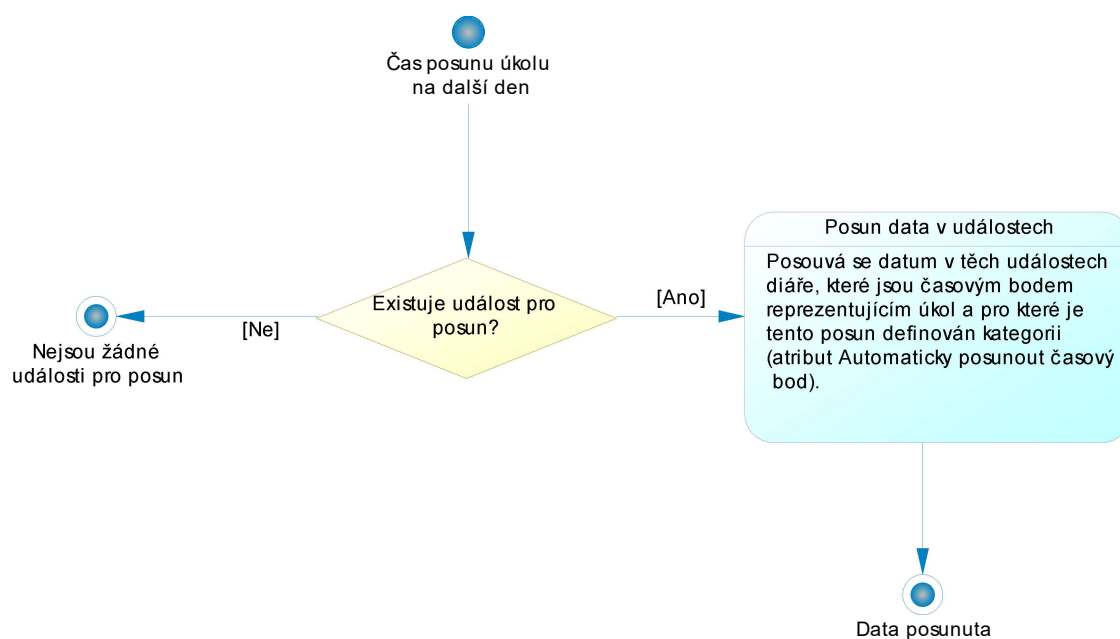 Čas posunu úkolu
na další den
Existuje událost pro
posun?
[Ne]
[Ano]
Nejsou žádné
události pro posun
Posun data v událostech
Posouvá se datum v těch událostech
diáře, které jsou časovým bodem
reprezentujícím úkol a pro které je
tento posun definován kategorii
(atribut Automaticky posunout časový
bod).
Data posunuta